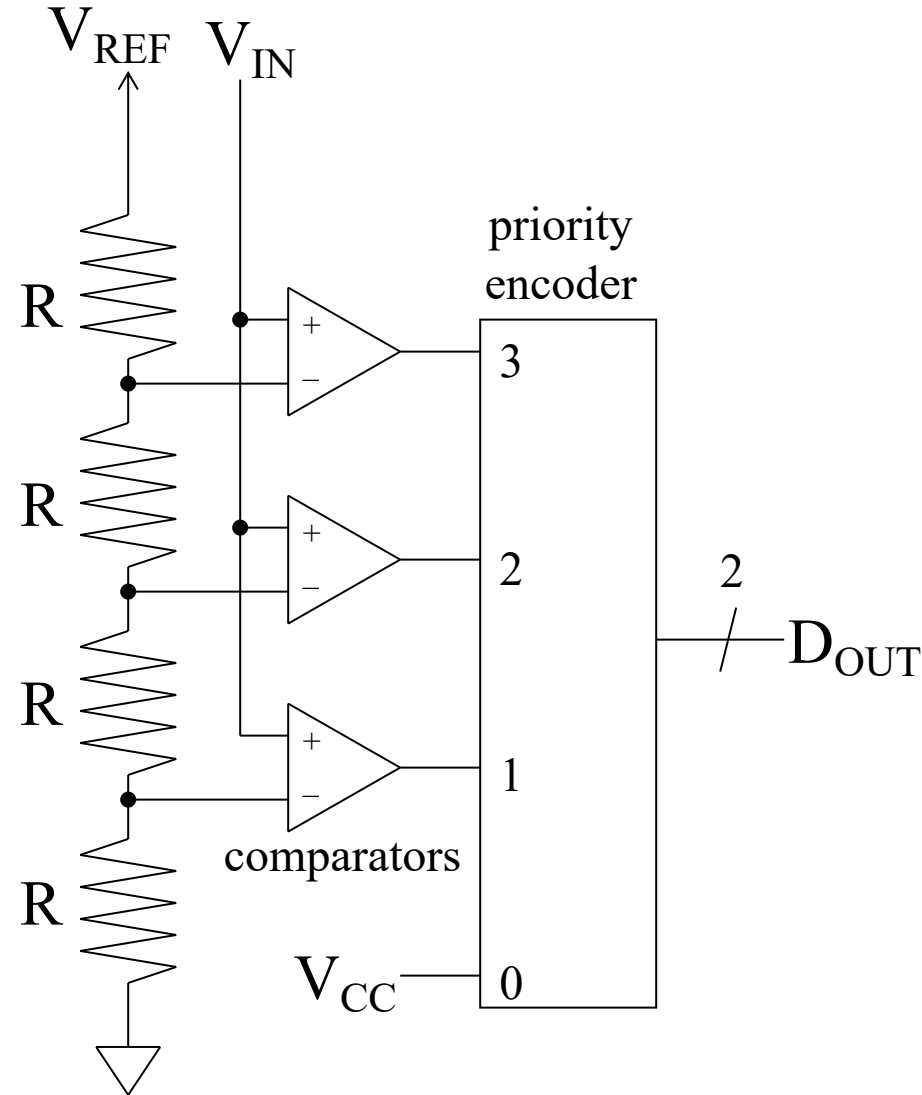 V_REF
V_IN
priority
encoder
R
+
−
3
R
+
−
2
2
D_OUT
R
+
−
1
comparators
R
V_CC
0